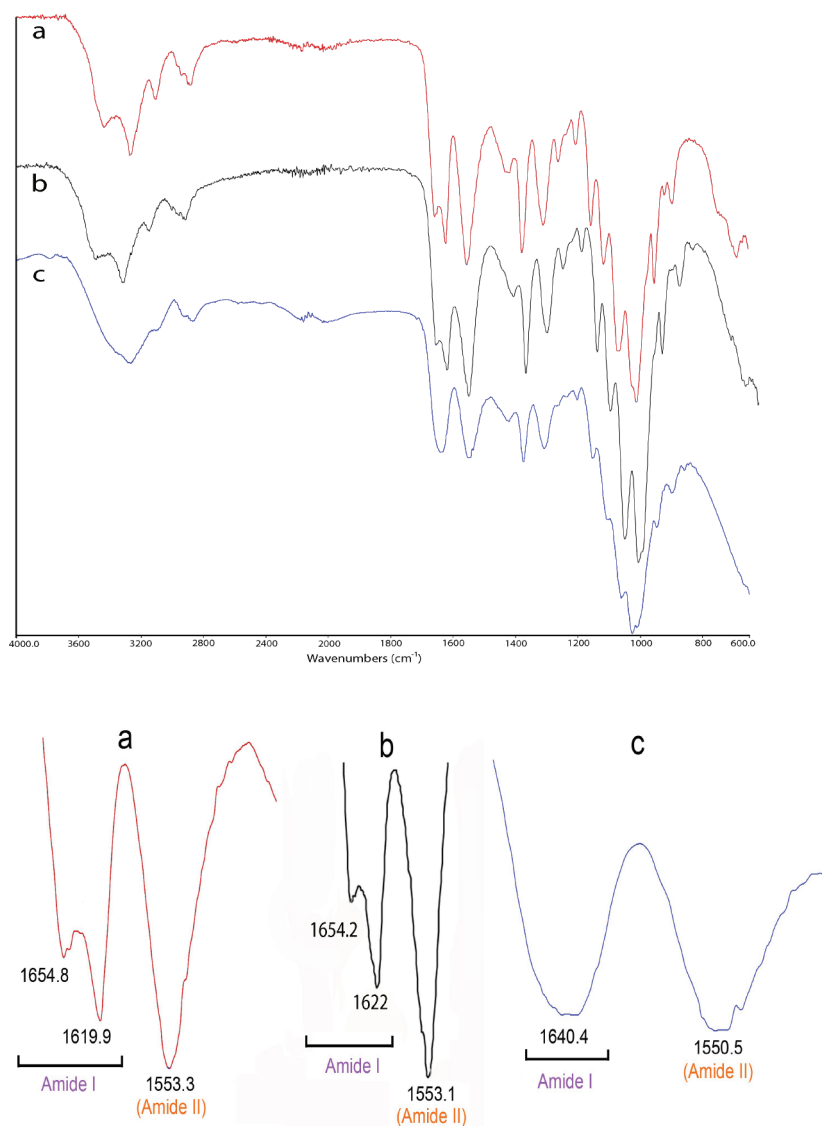 a
b
c
4000.0 3600 3200 2800 2400 2000 1800 1600 1400 1200 1000 800 600.0
Wavenumbers (cm⁻¹)
a b c
1654.8
1619.9
Amide I
1553.3
(Amide II)
1654.2
1622
Amide I
1553.1
(Amide II)
1640.4
Amide I
1550.5
(Amide II)